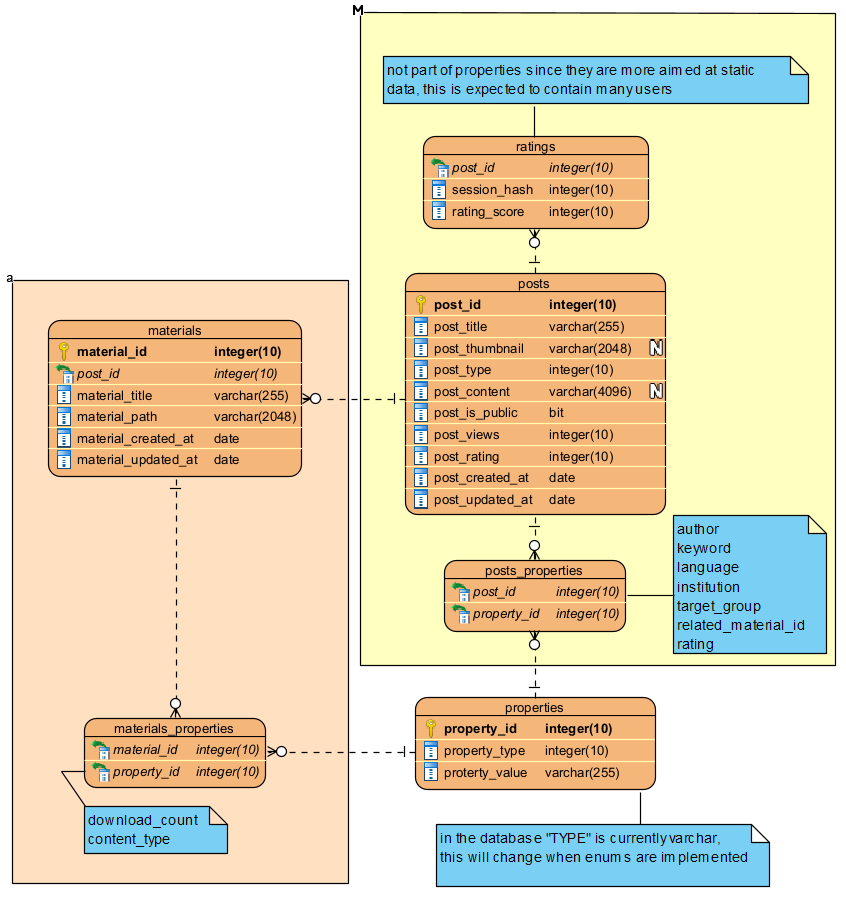 M
not part of properties since they are more aimed at static
data, this is expected to contain many users
ratings
post_id integer(10)
session_hash integer(10)
rating_score integer(10)
a
posts
post_id integer(10)
post_title varchar(255)
post_thumbnail varchar(2048) N
post_type integer(10)
post_content varchar(4096) N
post_is_public bit
post_views integer(10)
post_rating integer(10)
post_created_at date
post_updated_at date
materials
material_id integer(10)
post_id integer(10)
material_title varchar(255)
material_path varchar(2048)
material_created_at date
material_updated_at date
posts_properties
post_id integer(10)
property_id integer(10)
author
keyword
language
institution
target_group
related_material_id
rating
materials_properties
material_id integer(10)
property_id integer(10)
download_count
content_type
properties
property_id integer(10)
property_type integer(10)
proterty_value varchar(255)
in the database "TYPE" is currently varchar,
this will change when enums are implemented